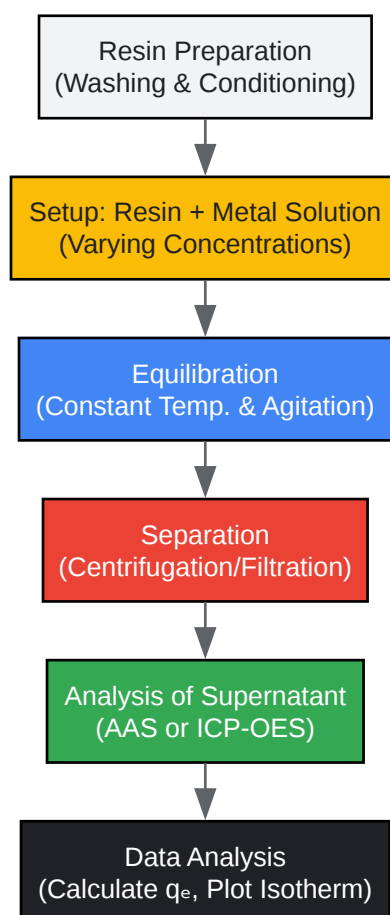 Resin Preparation
(Washing & Conditioning)
Setup: Resin + Metal Solution
(Varying Concentrations)
Equilibration
(Constant Temp. & Agitation)
Separation
(Centrifugation/Filtration)
Analysis of Supernatant
(AAS or ICP-OES)
Data Analysis
(Calculate qₑ, Plot Isotherm)